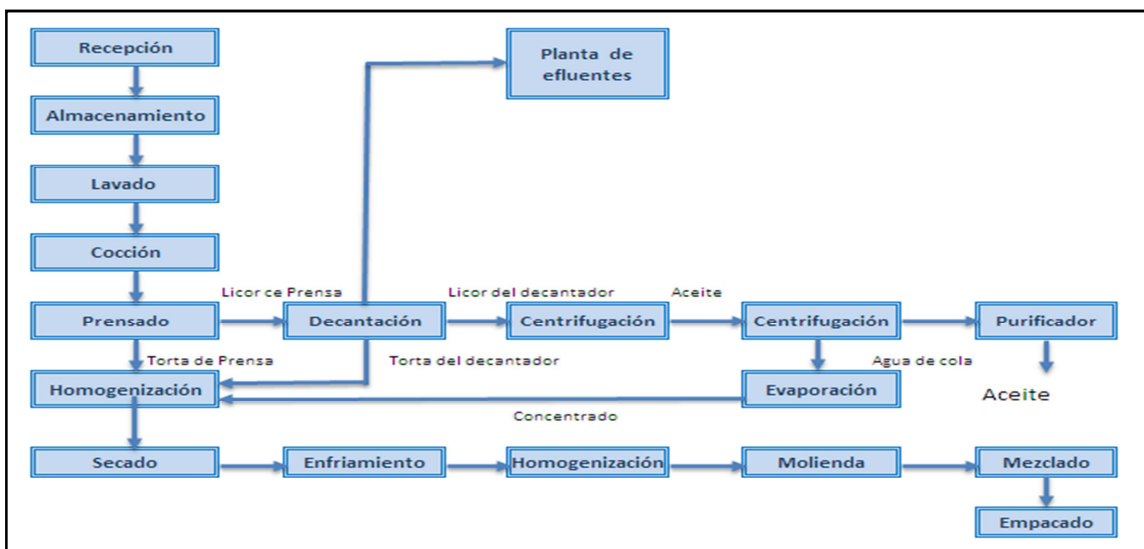 Recepción
Planta de
efluentes
Almacenamiento
Lavado
Cocción
Licor ce Prensa
Licor del decantador
Aceite
Prensado
Decantación
Centrifugación
Centrifugación
Purificador
Torta de Prensa
Torta del decantador
Agua de cola
Homogenización
Evaporación
Aceite
Concentrado
Secado
Enfriamiento
Homogenización
Molienda
Mezclado
Empacado